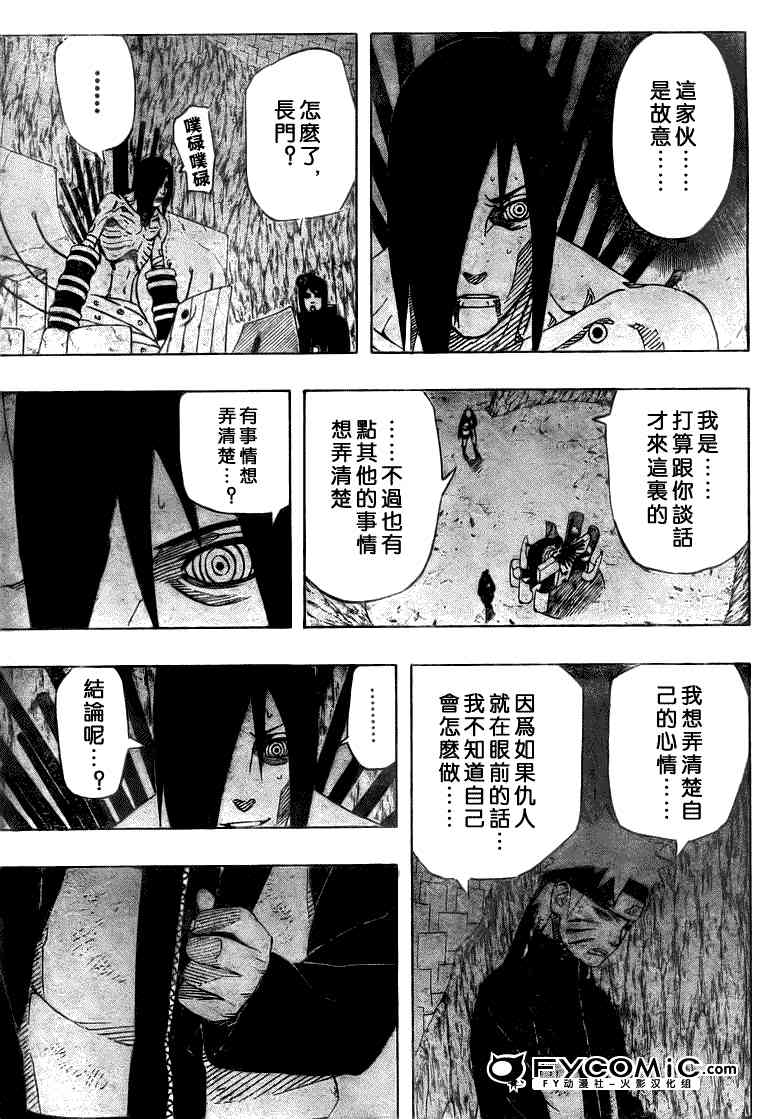 這家伙……
是故意……
怎麼了，
長門？
噗碌噗碌
……
我是……
打算跟你談話
才來這裏的
……不過也有
點其他的事情
想弄清楚
有事情想
弄清楚…？
我想弄清楚自
己的心情……
因爲如果仇人
就在眼前的話…
我不知道自己
會怎麼做……
………
結論呢…？
FYCOMIC.COM
FY动漫社-火影汉化组